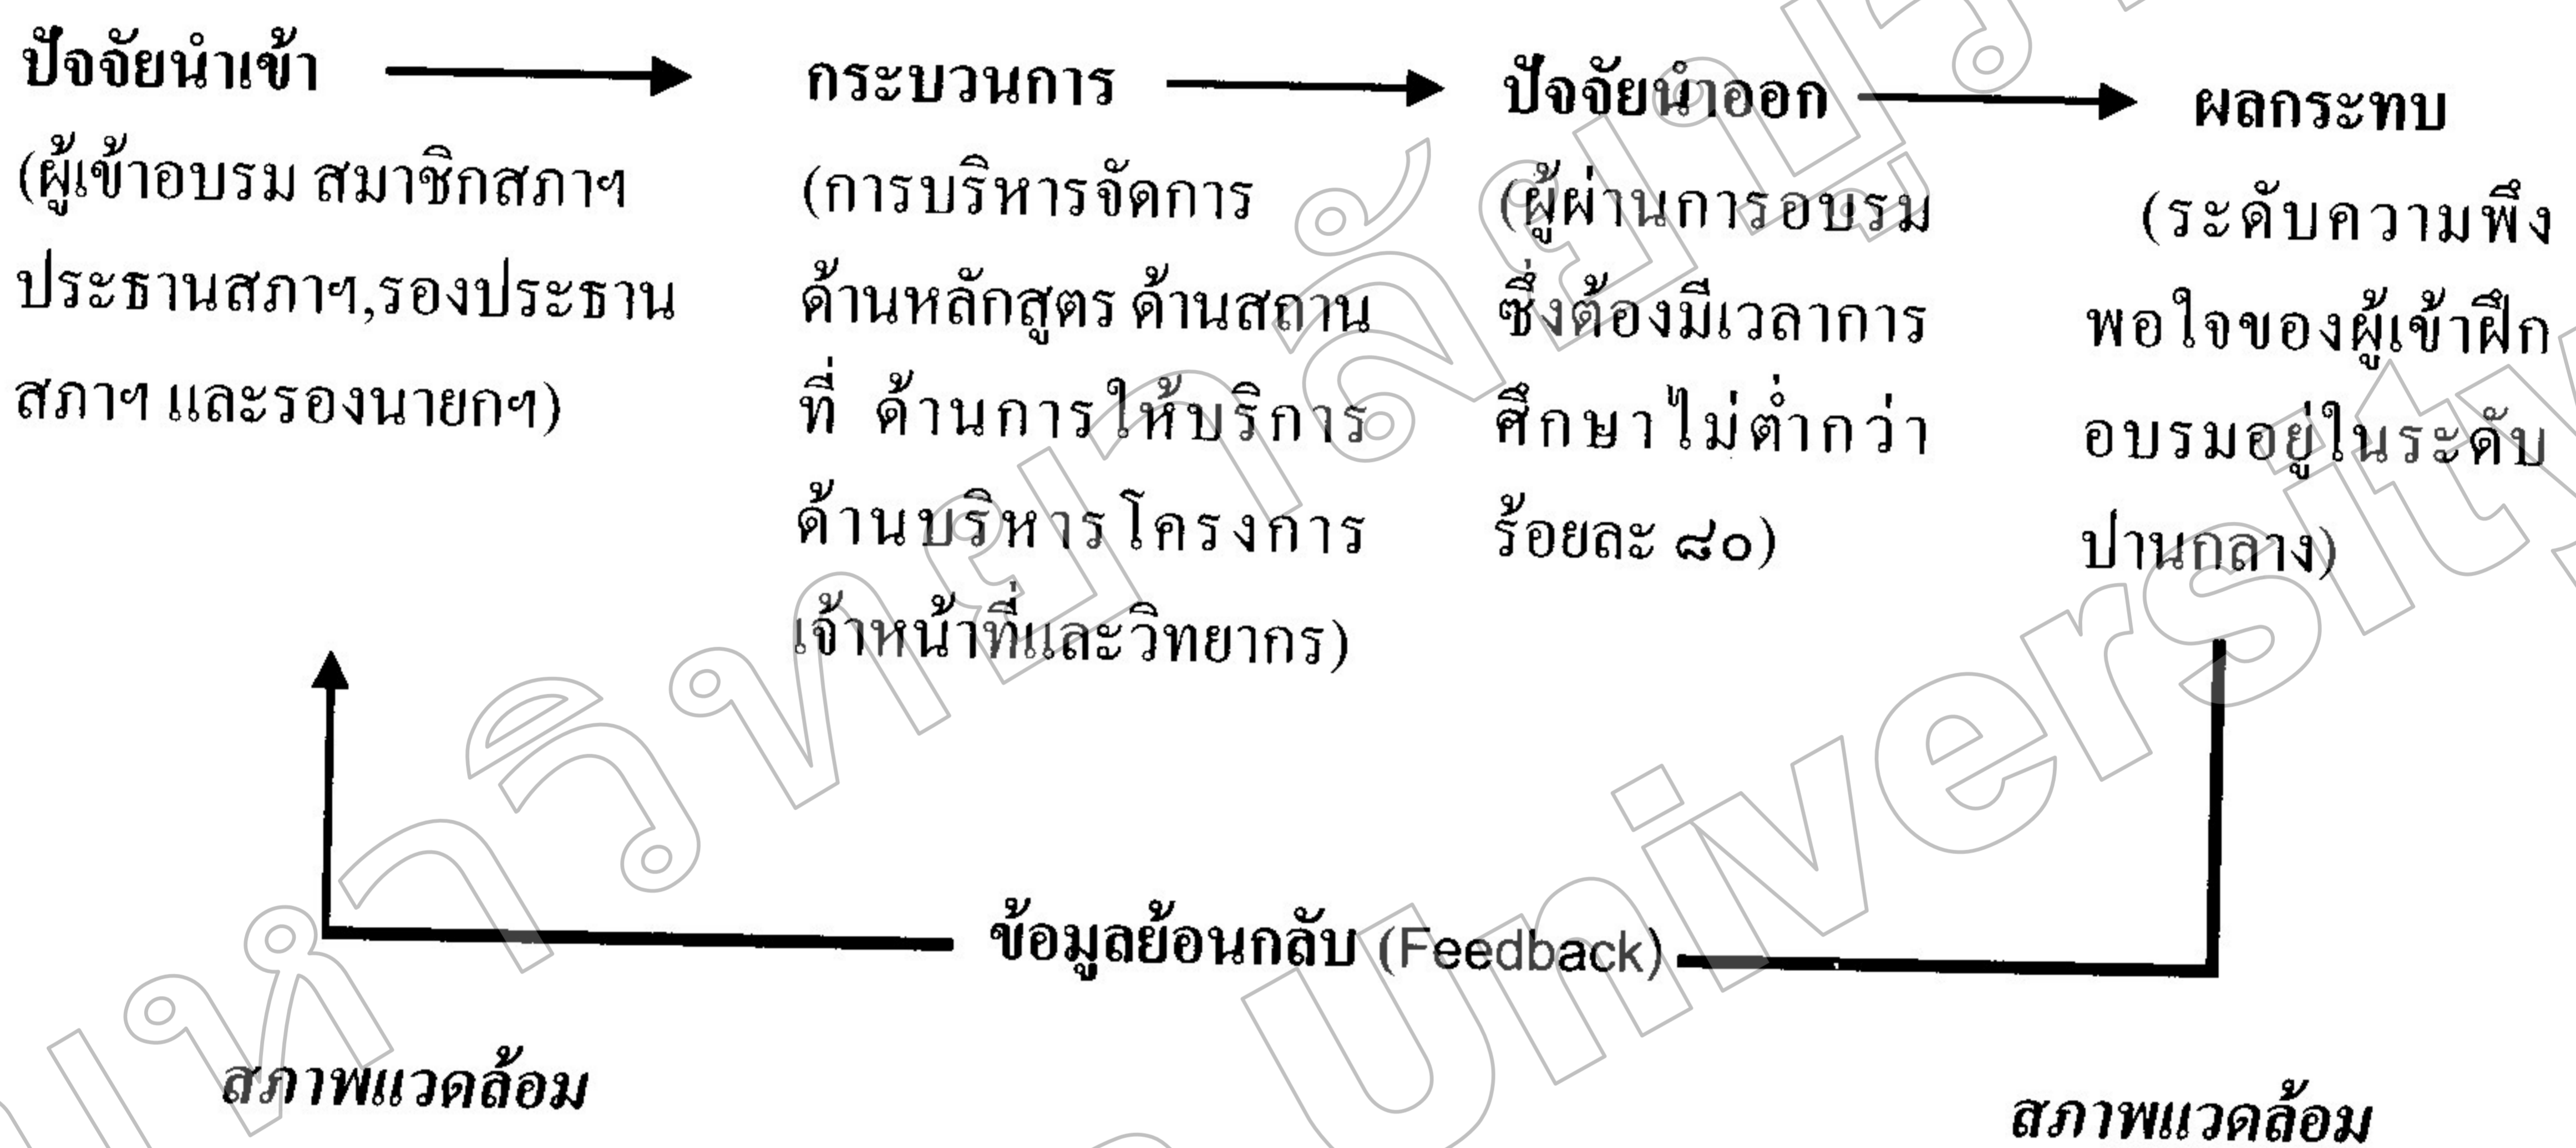 ปัจจัยนำเข้า
(ผู้เข้าอบรม สมาชิกสภาฯ
ประธานสภาฯ,รองประธาน
สภาฯ และรองนายกฯ)
กระบวนการ
(การบริหารจัดการ
ด้านหลักสูตร ด้านสถาน
ที่ ด้านการให้บริการ
ด้านบริหารโครงการ
เจ้าหน้าที่และวิทยากร)
ปัจจัยนำออก
(ผู้ผ่านการอบรม
ซึ่งต้องมีเวลาการ
ศึกษาไม่ต่ำกว่า
ร้อยละ ๘๐)
ผลกระทบ
(ระดับความพึง
พอใจของผู้เข้าฝึก
อบรมอยู่ในระดับ
ปานกลาง)
ข้อมูลย้อนกลับ (Feedback)
สภาพแวดล้อม
สภาพแวดล้อม
University